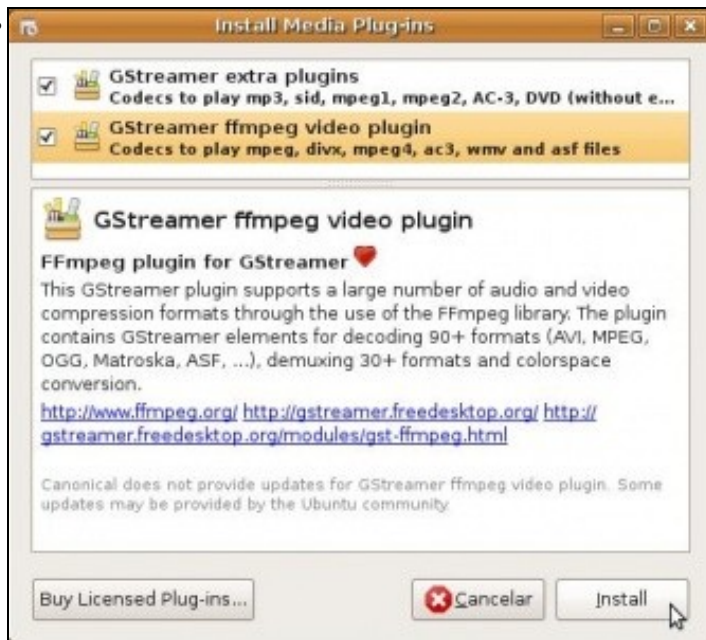 Install Media Plug-ins
GStreamer extra plugins
Codecs to play mp3, sid, mpeg1, mpeg2, AC-3, DVD (without e...
GStreamer ffmpeg video plugin
Codecs to play mpeg, divx, mpeg4, ac3, wmv and asf files
GStreamer ffmpeg video plugin
FFmpeg plugin for GStreamer
This GStreamer plugin supports a large number of audio and video
compression formats through the use of the FFmpeg library. The plugin
contains GStreamer elements for decoding 90+ formats (AVI, MPEG,
OGG, Matroska, ASF, ...), demuxing 30+ formats and colorspace
conversion.
http://www.ffmpeg.org/ http://gstreamer.freedesktop.org/ http://
gstreamer.freedesktop.org/modules/gst-ffmpeg.html
Canonical does not provide updates for GStreamer ffmpeg video plugin. Some
updates may be provided by the Ubuntu community
Buy Licensed Plug-ins... Cancelar Install